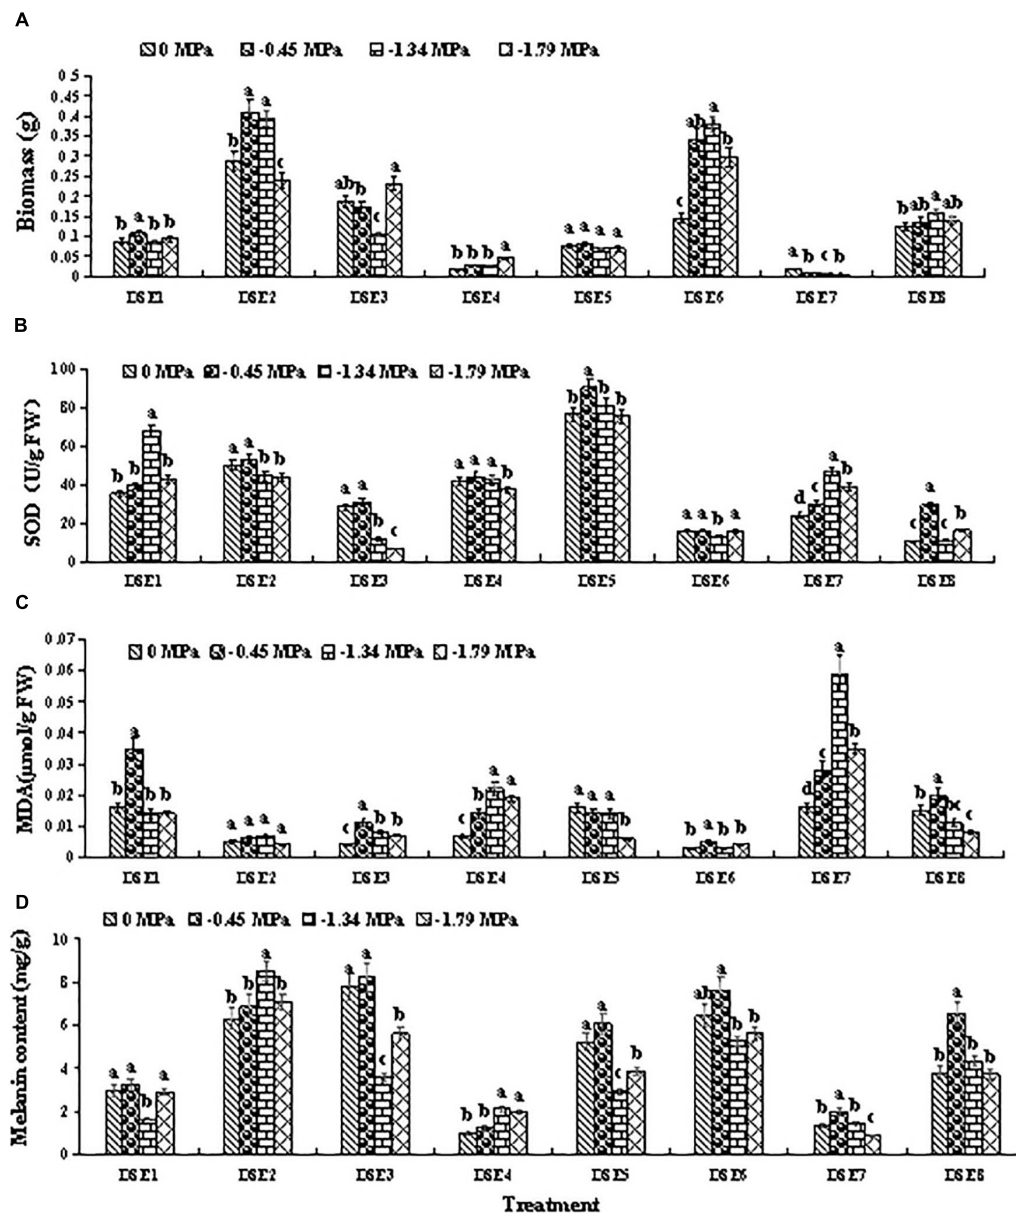 A
0 MPa -0.45 MPa -1.34 MPa -1.79 MPa
Biomass (g)
0.5
0.45
0.4
0.35
0.3
0.25
0.2
0.15
0.1
0.05
0
b a b b
b a a c
ab b c a
b b b a
a a a a
c ab a b
a b c b
b ab a ab
DSE1 DSE2 DSE3 DSE4 DSE5 DSE6 DSE7 DSE8
B
0 MPa -0.45 MPa -1.34 MPa -1.79 MPa
SOD (U/g FW)
100
80
60
40
20
0
b b a b
a a b b
a a b c
a a a b
b a b b
a a b a
d c a b
c a c b
DSE1 DSE2 DSE3 DSE4 DSE5 DSE6 DSE7 DSE8
C
0 MPa -0.45 MPa -1.34 MPa -1.79 MPa
MDA(μmol/g FW)
0.07
0.06
0.05
0.04
0.03
0.02
0.01
0
b a b b
a a a a
c a b b
c b a a
a a a b
b a b b
d c a b
b a bc c
DSE1 DSE2 DSE3 DSE4 DSE5 DSE6 DSE7 DSE8
D
0 MPa -0.45 MPa -1.34 MPa -1.79 MPa
Melanin content (mg/g)
10
8
6
4
2
0
a a b a
b b a b
a a c b
b b a a
a a c b
ab a b b
b a b c
b a b b
DSE1 DSE2 DSE3 DSE4 DSE5 DSE6 DSE7 DSE8
Treatment